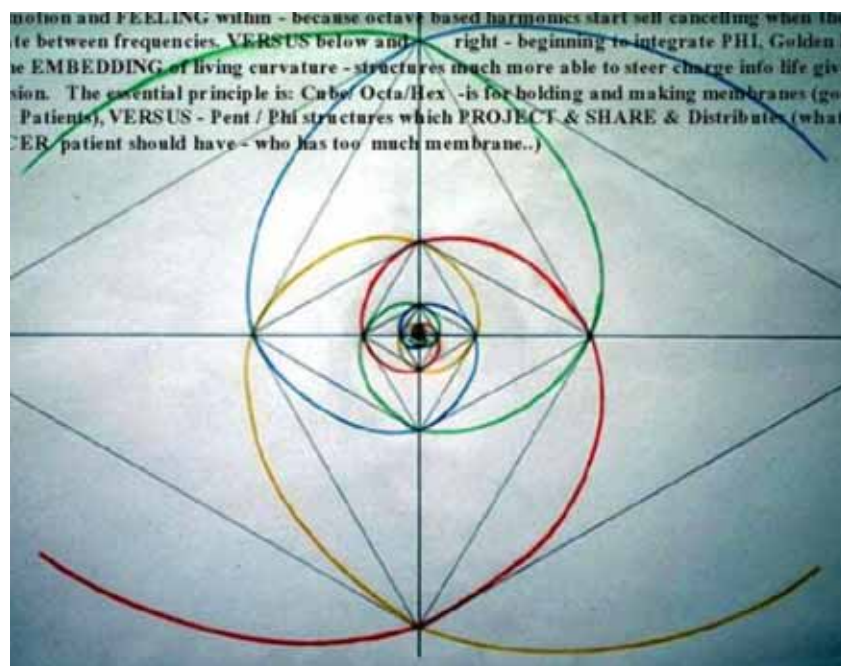 motion and FEELING within - because octave based harmonics start self cancelling when the
te between frequencies. VERSUS below and right - beginning to integrate PHI, Golden
e EMBEDDING of living curvature - structures much more able to steer charge info life giv
sion. The essential principle is: Cube/ Octa/Hex -is for holding and making membranes (go
Patients), VERSUS - Pent / Phi structures which PROJECT & SHARE & Distributes (what
CER patient should have - who has too much membrane..)